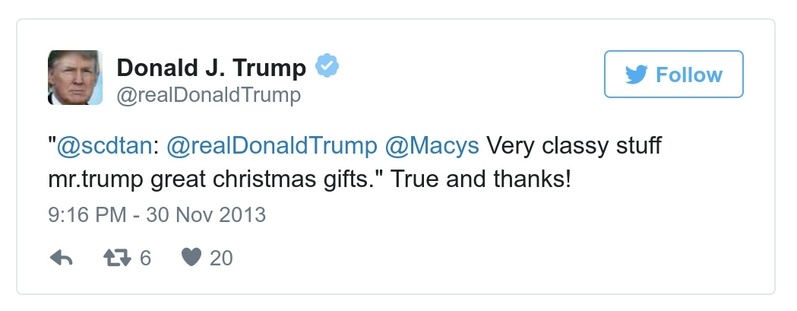 Donald J. Trump
@realDonaldTrump
Follow
"@scdtan: @realDonaldTrump @Macys Very classy stuff
mr.trump great christmas gifts." True and thanks!
9:16 PM - 30 Nov 2013
6 20